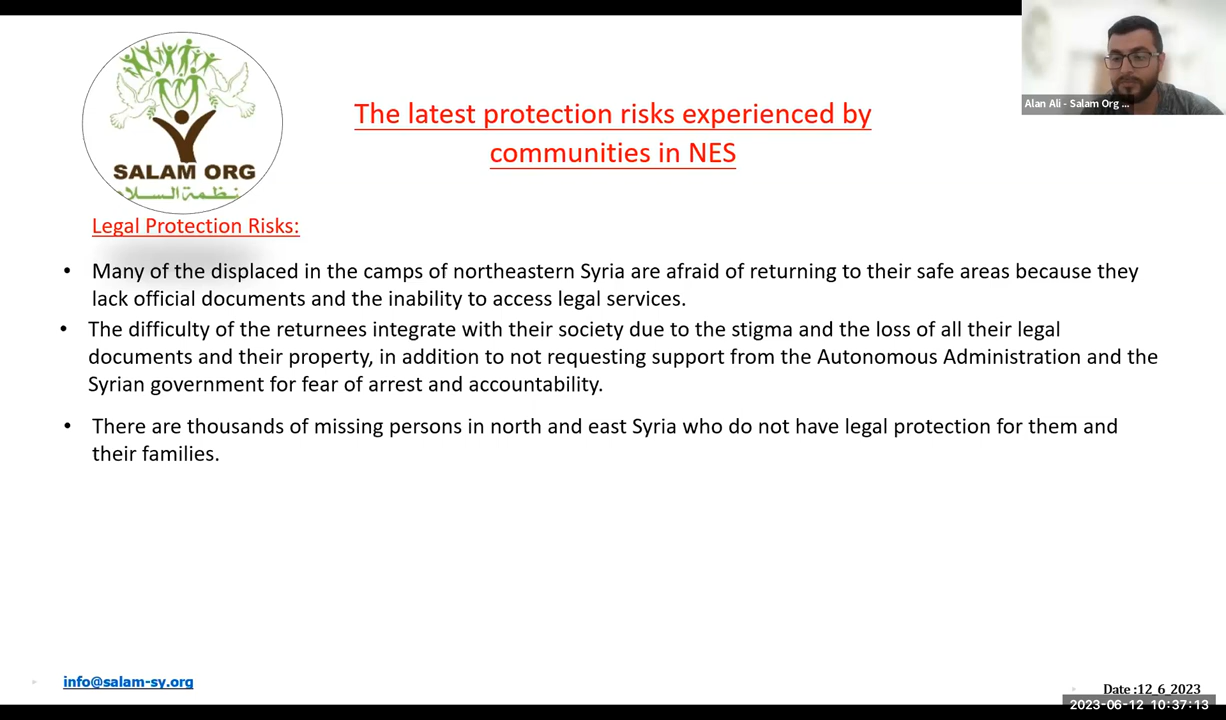 Alan Ali - Salam Org ...
The latest protection risks experienced by
communities in NES
SALAM ORG
Legal Protection Risks:
• Many of the displaced in the camps of northeastern Syria are afraid of returning to their safe areas because they
lack official documents and the inability to access legal services.
• The difficulty of the returnees integrate with their society due to the stigma and the loss of all their legal
documents and their property, in addition to not requesting support from the Autonomous Administration and the
Syrian government for fear of arrest and accountability.
• There are thousands of missing persons in north and east Syria who do not have legal protection for them and
their families.
info@salam-sy.org
Date :12_6_2023
2023-06-12 10:37:13